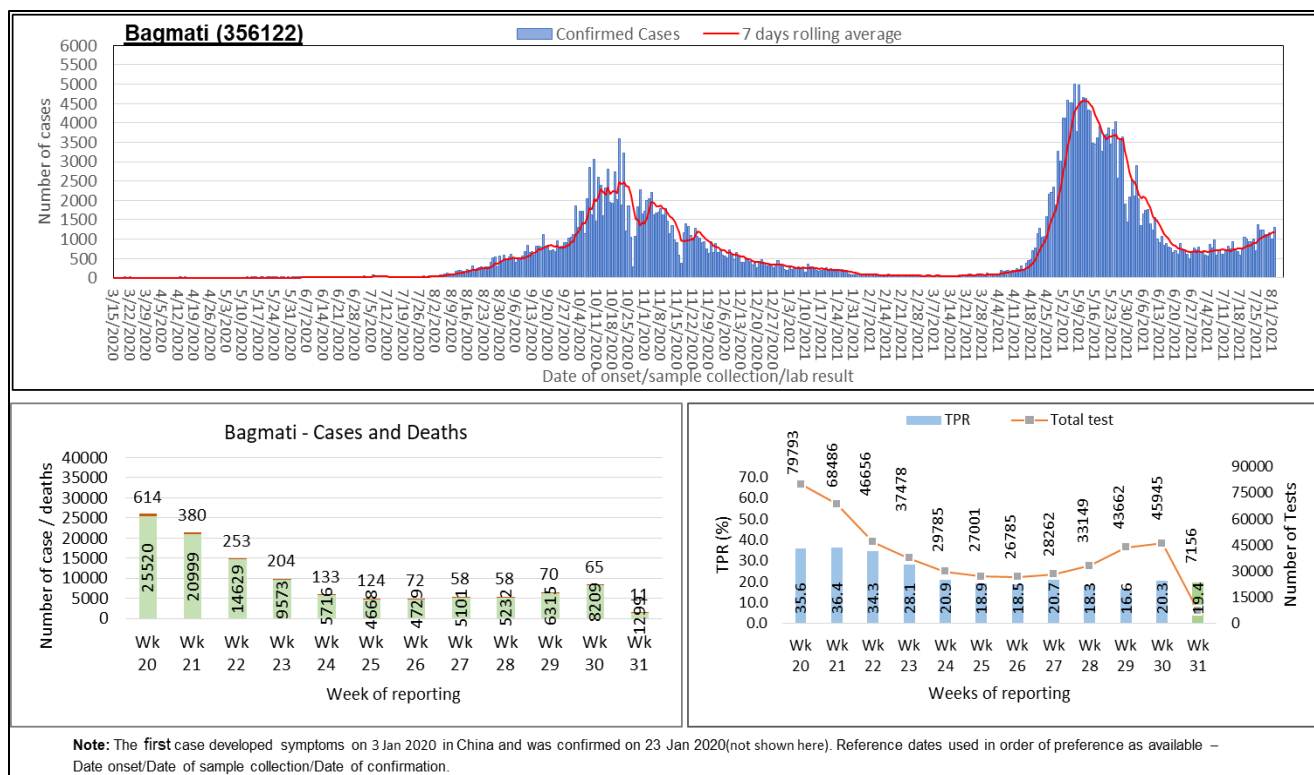 Bagmati (356122)
Confirmed Cases 7 days rolling average
Number of cases
6000
5000
4500
4000
3500
3000
2500
2000
1500
1000
500
0
3/15/2020 3/22/2020 3/29/2020 4/5/2020 4/12/2020 4/19/2020 4/26/2020 5/3/2020 5/10/2020 5/17/2020 5/24/2020 5/31/2020 6/7/2020 6/14/2020 6/21/2020 6/28/2020 7/5/2020 7/12/2020 7/19/2020 7/26/2020 8/2/2020 8/9/2020 8/16/2020 8/23/2020 8/30/2020 9/6/2020 9/13/2020 9/20/2020 9/27/2020 10/4/2020 10/11/2020 10/18/2020 10/25/2020 11/1/2020 11/8/2020 11/15/2020 11/22/2020 11/29/2020 12/6/2020 12/13/2020 12/20/2020 12/27/2020 1/3/2021 1/10/2021 1/17/2021 1/24/2021 1/31/2021 2/7/2021 2/14/2021 2/21/2021 2/28/2021 3/7/2021 3/14/2021 3/21/2021 3/28/2021 4/4/2021 4/11/2021 4/18/2021 4/25/2021 5/2/2021 5/9/2021 5/16/2021 5/23/2021 5/30/2021 6/6/2021 6/13/2021 6/20/2021 6/27/2021 7/4/2021 7/11/2021 7/18/2021 7/25/2021 8/1/2021
Date of onset/sample collection/lab result
Bagmati - Cases and Deaths
Number of case / deaths
40000
35000
30000
25000
20000
15000
10000
5000
0
614 380 253 204 133 124 72 58 58 70 65 11
25520 20999 14629 9573 5716 4668 4729 5101 5232 6315 8209 1299
Wk Wk Wk Wk Wk Wk Wk Wk Wk Wk Wk Wk
20 21 22 23 24 25 26 27 28 29 30 31
Week of reporting
TPR Total test
TPR (%)
70.0
60.0
50.0
40.0
30.0
20.0
10.0
0.0
79793 68486 46656 37478 29785 27001 26785 28262 33149 43662 45945 7156
35.6 36.4 34.3 28.1 20.9 18.9 18.5 20.7 18.3 16.6 20.3 19.4
90000
75000
60000
45000
30000
15000
0
Number of Tests
Wk Wk Wk Wk Wk Wk Wk Wk Wk Wk Wk Wk
20 21 22 23 24 25 26 27 28 29 30 31
Weeks of reporting
Note: The first case developed symptoms on 3 Jan 2020 in China and was confirmed on 23 Jan 2020(not shown here). Reference dates used in order of preference as available –
Date onset/Date of sample collection/Date of confirmation.